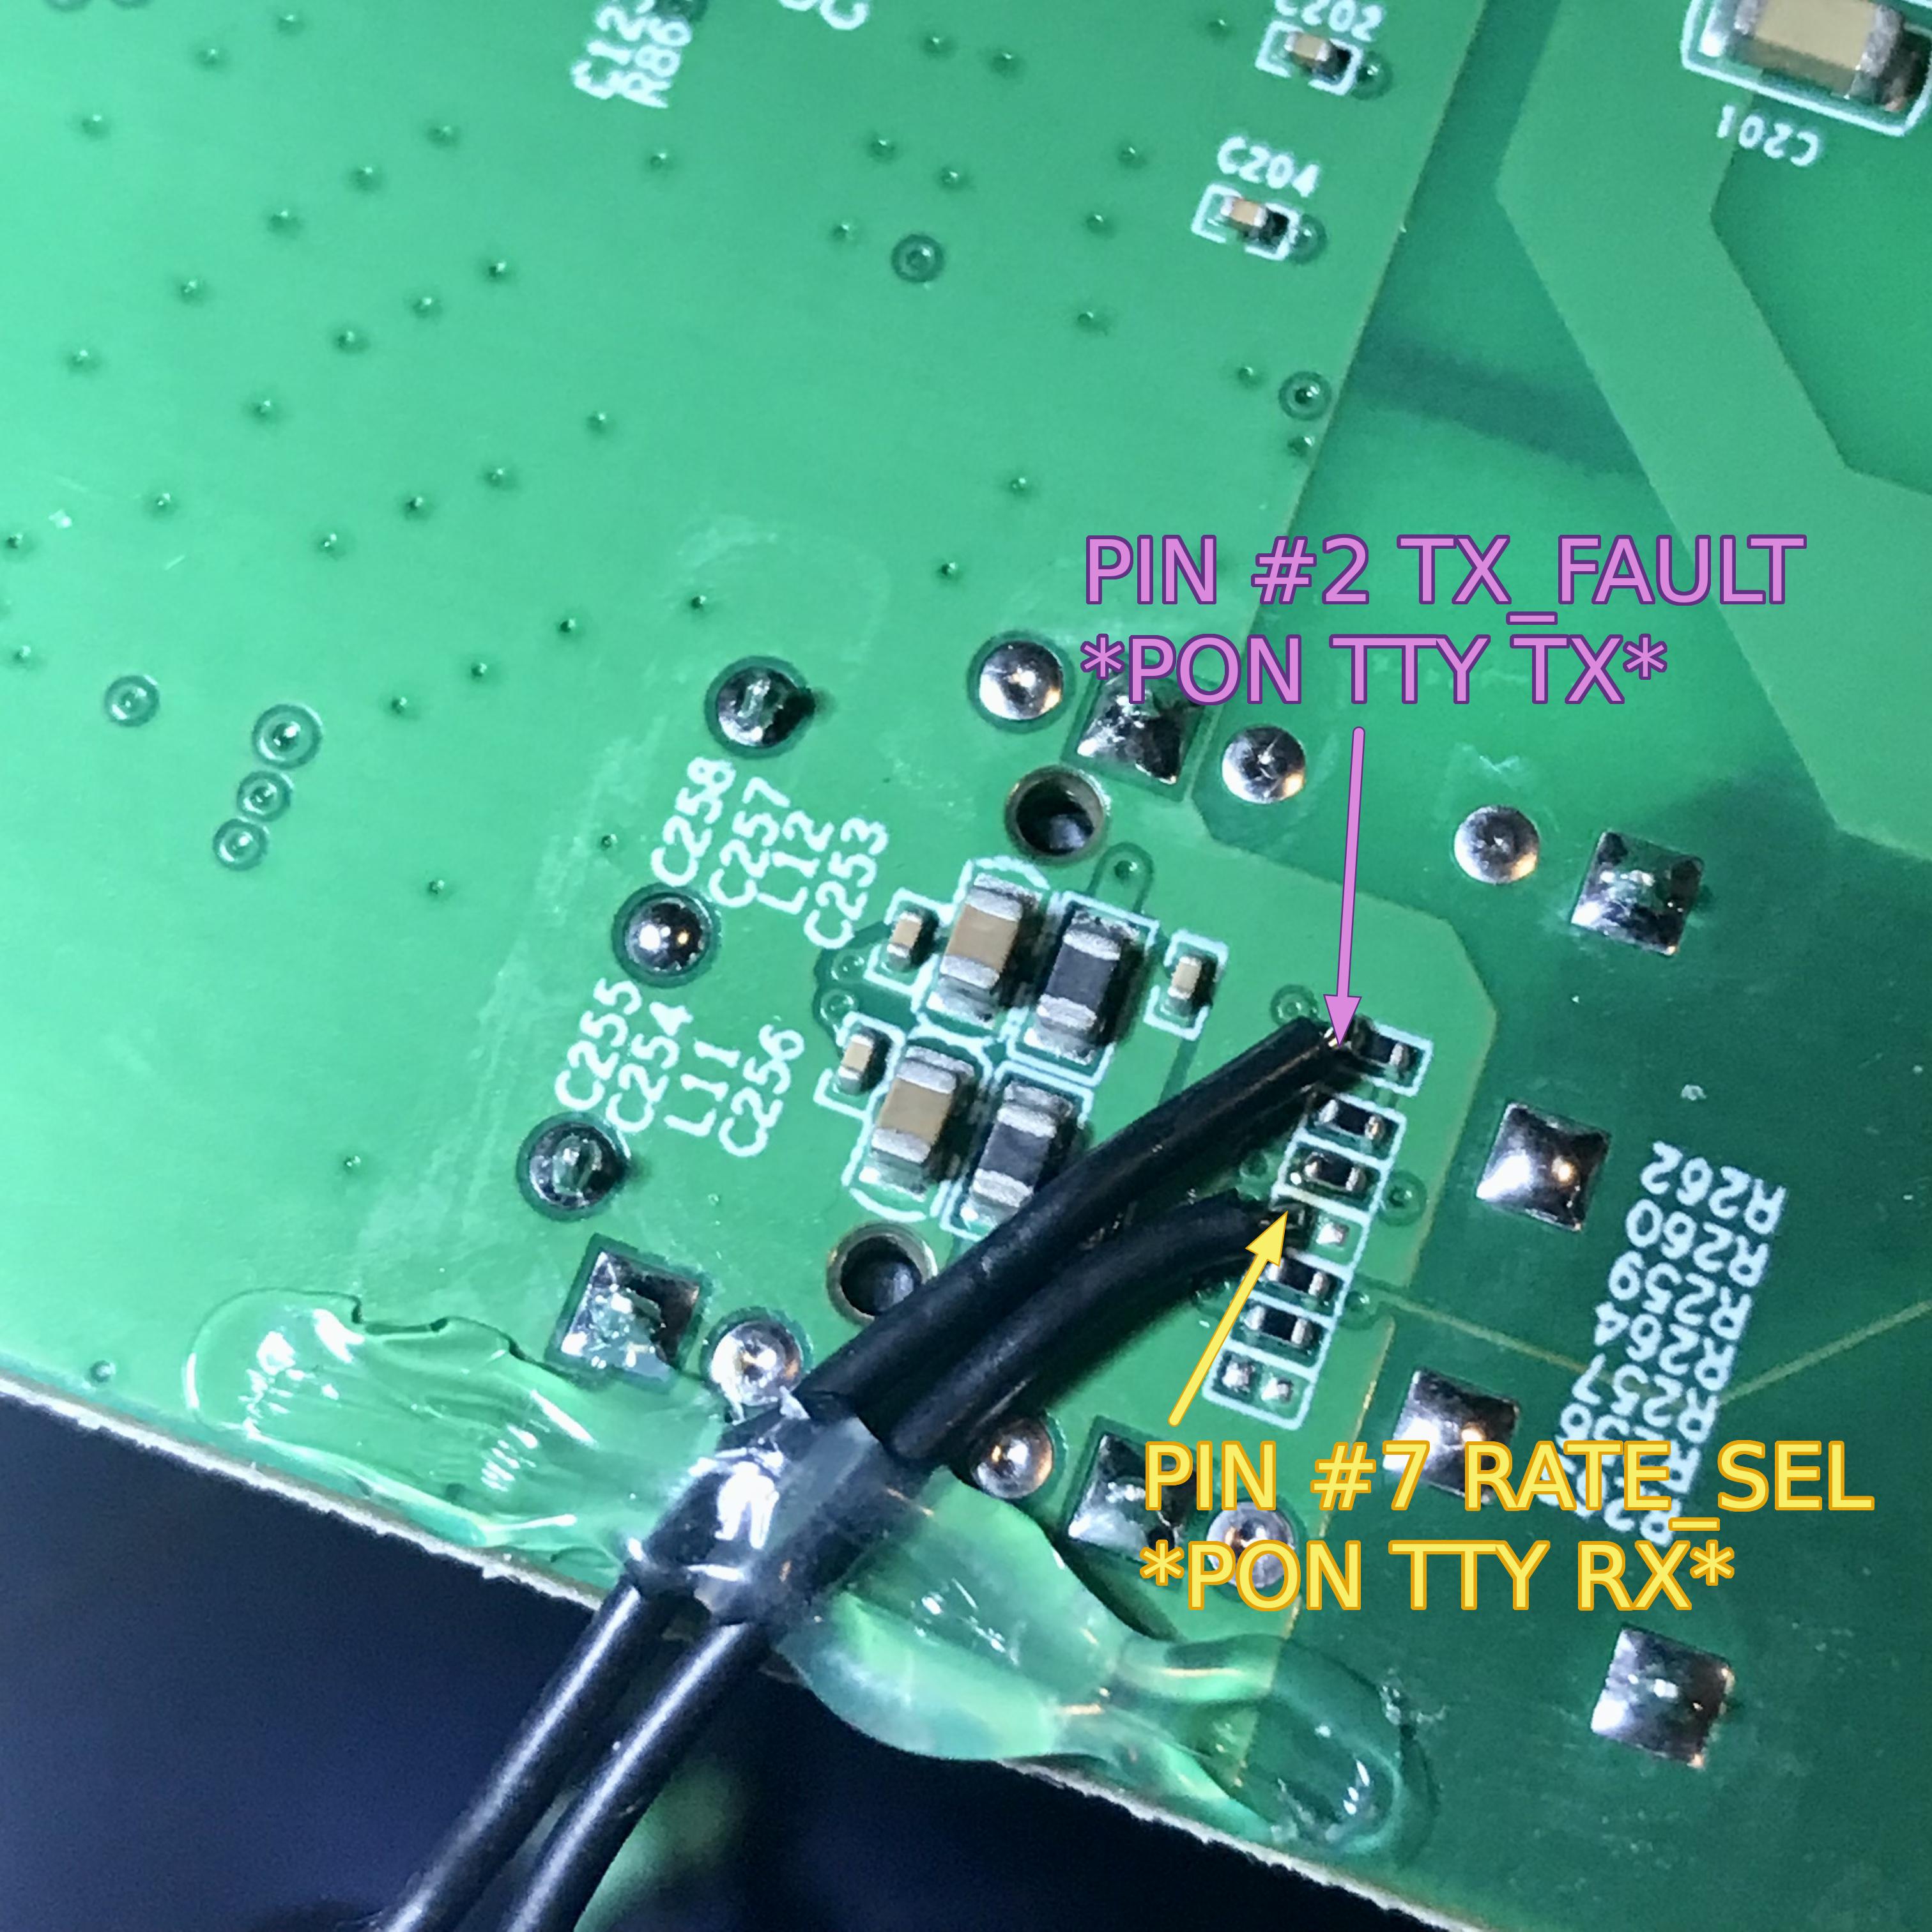 C202
C204
C201
PIN #2 TX_FAULT
*PON TTY TX*
C258
C257
L12
C253
C255
C254
L11
C256
R262
R260
R259
PIN #7 RATE_SEL
*PON TTY RX*